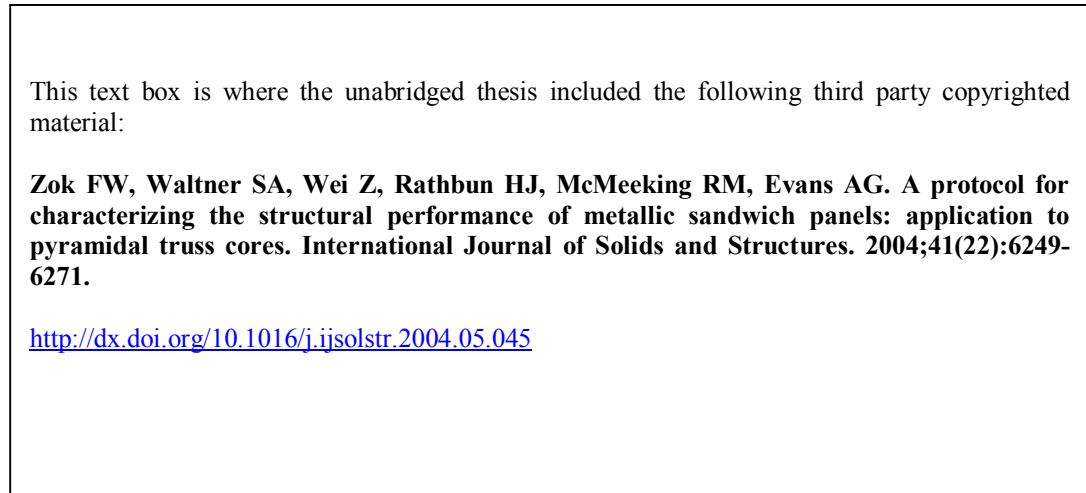 This text box is where the unabridged thesis included the following third party copyrighted
material:
Zok FW, Waltner SA, Wei Z, Rathbun HJ, McMeeking RM, Evans AG. A protocol for
characterizing the structural performance of metallic sandwich panels: application to
pyramidal truss cores. International Journal of Solids and Structures. 2004;41(22):6249-
6271.
http://dx.doi.org/10.1016/j.ijsolstr.2004.05.045